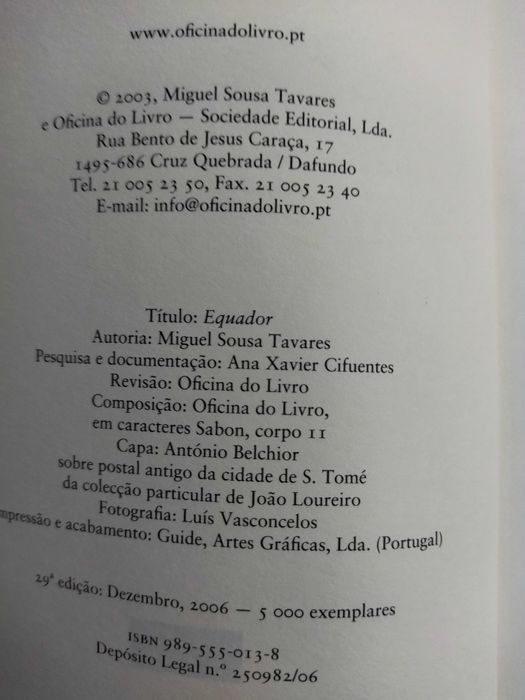 www.oficinadolivro.pt
© 2003, Miguel Sousa Tavares
e Oficina do Livro — Sociedade Editorial, Lda.
Rua Bento de Jesus Caraça, 17
1495-686 Cruz Quebrada / Dafundo
Tel. 21 005 23 50, Fax. 21 005 23 40
E-mail: info@oficinadolivro.pt
Título: Equador
Autoria: Miguel Sousa Tavares
Pesquisa e documentação: Ana Xavier Cifuentes
Revisão: Oficina do Livro
Composição: Oficina do Livro,
em caracteres Sabon, corpo 11
Capa: António Belchior
sobre postal antigo da cidade de S. Tomé
da colecção particular de João Loureiro
Fotografia: Luís Vasconcelos
mpressão e acabamento: Guide, Artes Gráficas, Lda. (Portugal)
29ª edição: Dezembro, 2006 — 5 000 exemplares
ISBN 989-555-013-8
Depósito Legal n.º 250982/06